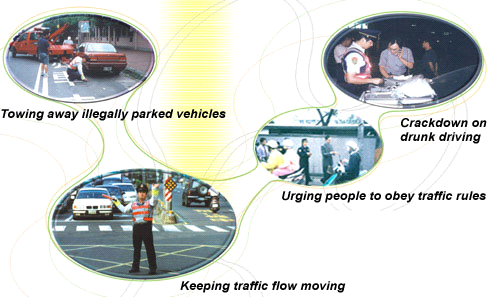 Towing away illegally parked vehicles
Crackdown on
drunk driving
Urging people to obey traffic rules
Keeping traffic flow moving